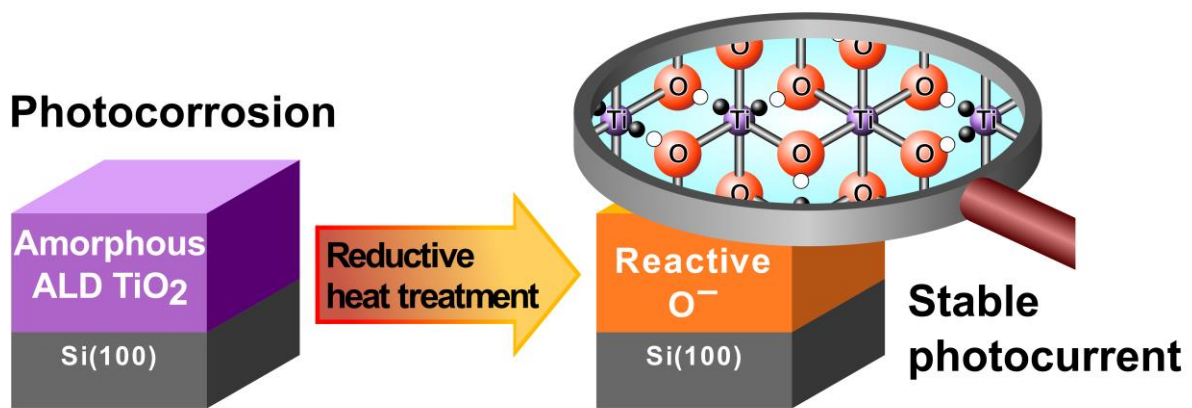 Photocorrosion
Amorphous
ALD TiO₂
Si(100)
Reductive
heat treatment
O O O O O
O O
Ti Ti Ti Ti
O O O O
O O
Reactive
O⁻
Si(100)
Stable
photocurrent